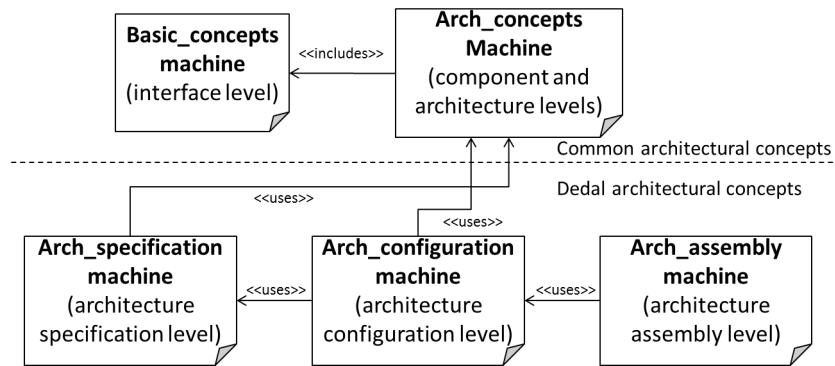 Basic_concepts
machine
(interface level)
<<includes>>
Arch_concepts
Machine
(component and
architecture levels)
Common architectural concepts
Dedal architectural concepts
<<uses>>
<<uses>>
Arch_specification
machine
(architecture
specification level)
<<uses>>
Arch_configuration
machine
(architecture
configuration level)
<<uses>>
Arch_assembly
machine
(architecture
assembly level)